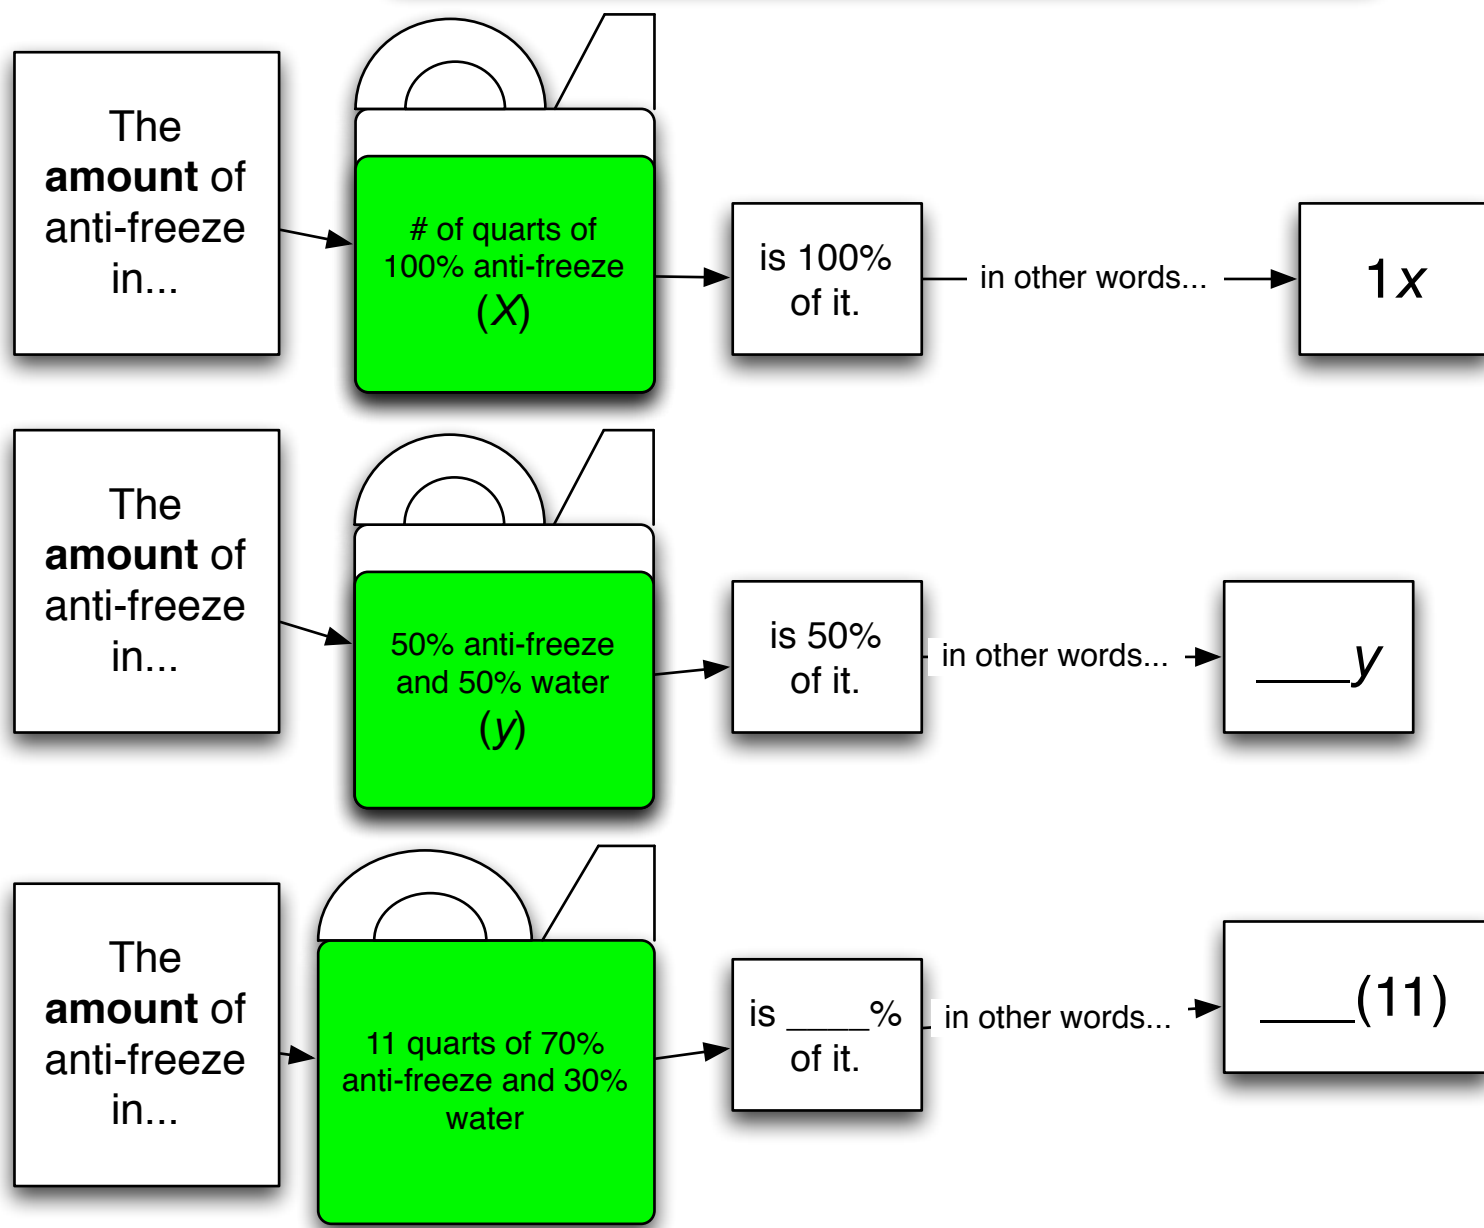 The
amount of
anti-freeze
in...
# of quarts of
100% anti-freeze
(X)
is 100%
of it.
in other words...
1x
The
amount of
anti-freeze
in...
50% anti-freeze
and 50% water
(y)
is 50%
of it.
in other words...
____y
The
amount of
anti-freeze
in...
11 quarts of 70%
anti-freeze and 30%
water
is ____%
of it.
in other words...
____(11)